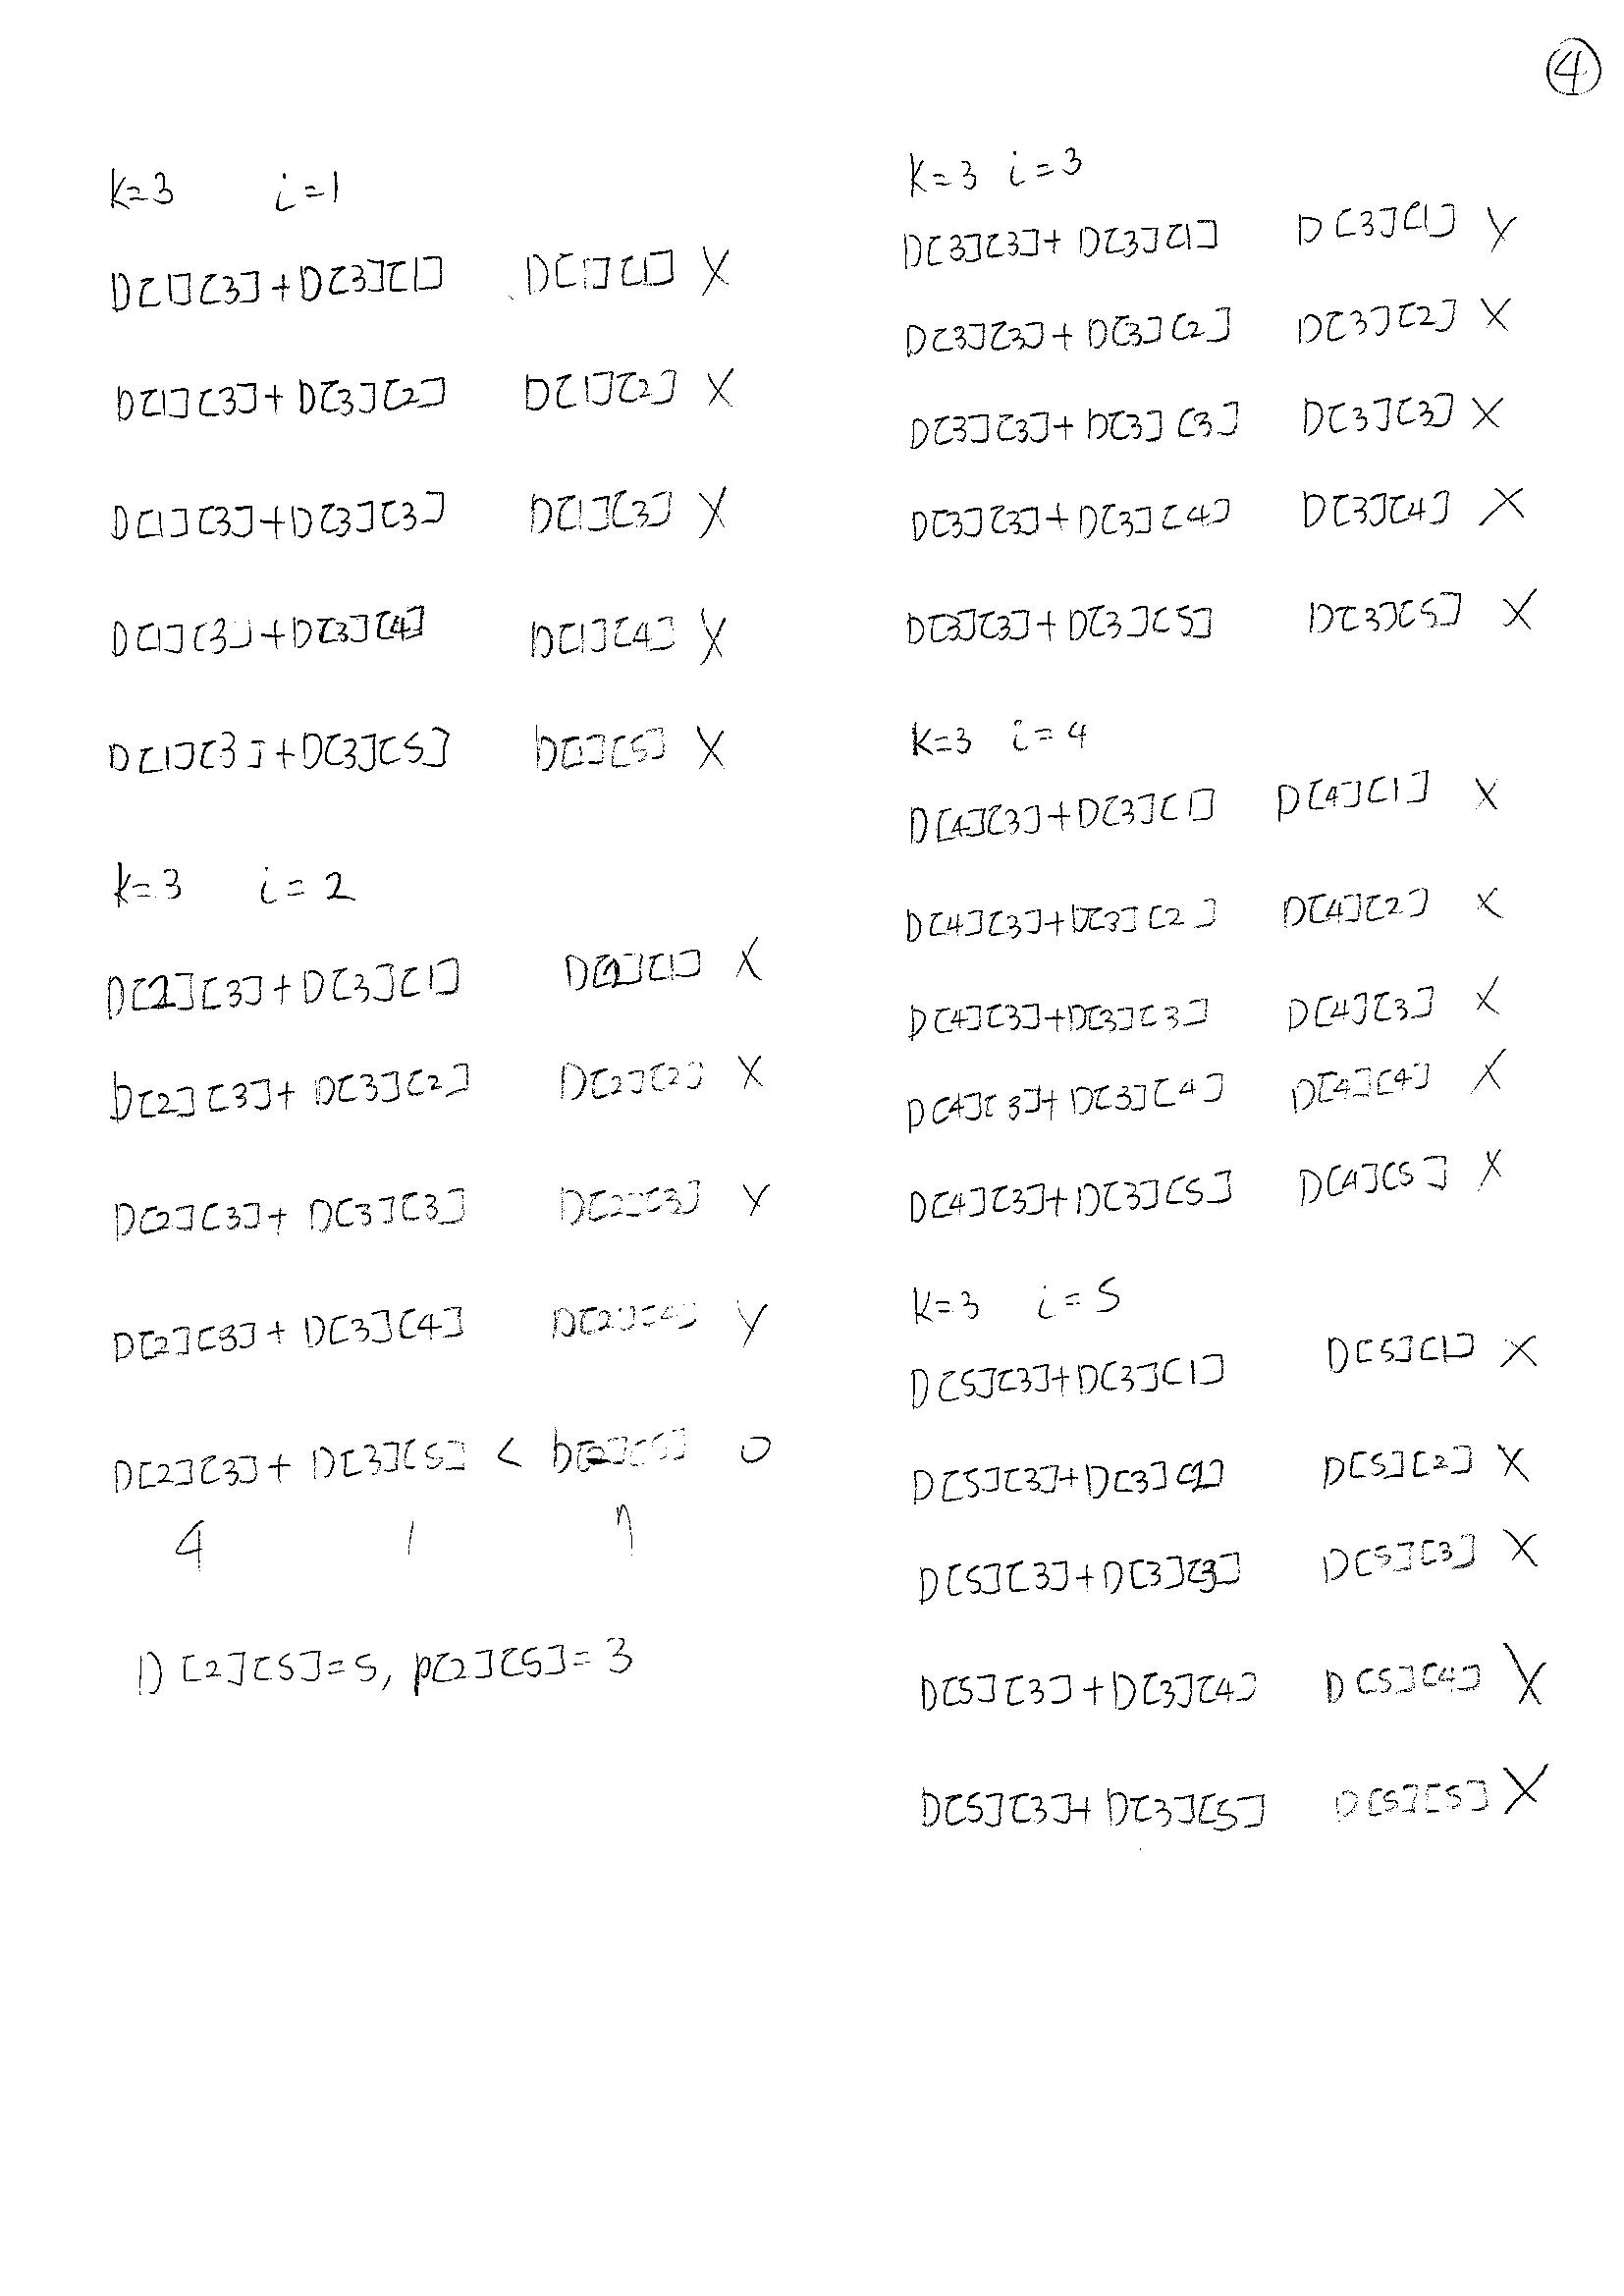 ④
k=3 i=1
D[1][3]+D[3][1] D[1][1] X
D[1][3]+D[3][2] D[1][2] X
D[1][3]+D[3][3] D[1][3] X
D[1][3]+D[3][4] D[1][4] X
D[1][3]+D[3][5] D[1][5] X
k=3 i=2
D[2][3]+D[3][1] D[2][1] X
D[2][3]+D[3][2] D[2][2] X
D[2][3]+D[3][3] D[2][3] X
D[2][3]+D[3][4] D[2][4] X
D[2][3]+D[3][5] < D[2][5] O
4 1 7
D[2][5]=5, P[2][5]=3
k=3 i=3
D[3][3]+D[3][1] D[3][1] X
D[3][3]+D[3][2] D[3][2] X
D[3][3]+D[3][3] D[3][3] X
D[3][3]+D[3][4] D[3][4] X
D[3][3]+D[3][5] D[3][5] X
k=3 i=4
D[4][3]+D[3][1] D[4][1] X
D[4][3]+D[3][2] D[4][2] X
D[4][3]+D[3][3] D[4][3] X
D[4][3]+D[3][4] D[4][4] X
D[4][3]+D[3][5] D[4][5] X
k=3 i=5
D[5][3]+D[3][1] D[5][1] X
D[5][3]+D[3][2] D[5][2] X
D[5][3]+D[3][3] D[5][3] X
D[5][3]+D[3][4] D[5][4] X
D[5][3]+D[3][5] D[5][5] X